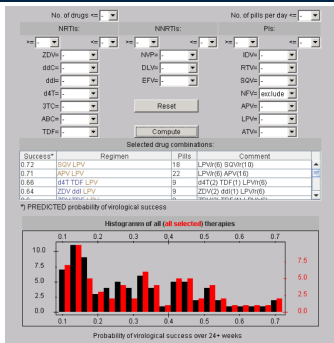 No. of drugs <= - No. of pills per day <= -
NRTIs: NNRTIs: PIs:
>= - <= - >= - <= - >= - <= -
ZDV= - NVP= - IDV= -
ddC= - DLV= - RTV= -
ddI= - EFV= - SQV= -
d4T= - NFV= exclude
3TC= - Reset APV= -
ABC= - LPV= -
TDF= - Compute ATV= -
Selected drug combinations:
Success* Regimen Pills Comment
0.72 SQV LPV 18 LPV/r(6) SQV/r(10)
0.71 APV LPV 22 LPV/r(6) APV(16)
0.66 d4T TDF LPV 9 d4T(2) TDF(1) LPV/r(6)
0.64 ZDV ddI LPV 9 ZDV(2) ddI(1) LPV/r(6)
*) PREDICTED probability of virological success
Histogramm of all (all selected) therapies
0.1 0.2 0.3 0.4 0.5 0.6 0.7
10.0
7.5 7.5
5.0 5.0
2.5 2.5
0.0 0.0
0.1 0.2 0.3 0.4 0.5 0.6 0.7
Probability of virological success over 24+ weeks